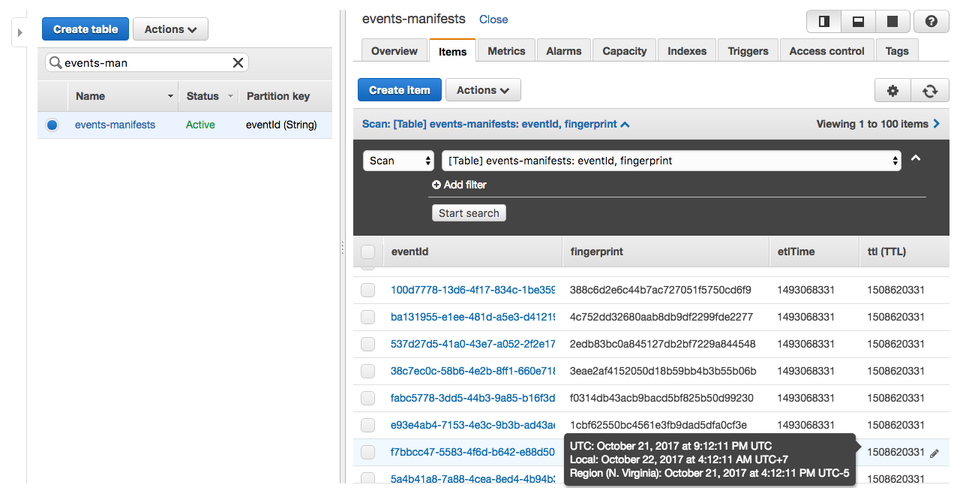 Create table
Actions
events-man
Name
Status
Partition key
events-manifests
Active
eventId (String)
events-manifests
Close
Overview
Items
Metrics
Alarms
Capacity
Indexes
Triggers
Access control
Tags
Create item
Actions
Scan: [Table] events-manifests: eventId, fingerprint
Viewing 1 to 100 items
Scan
[Table] events-manifests: eventId, fingerprint
Add filter
Start search
eventId
fingerprint
etlTime
ttl (TTL)
100d7778-13d6-4f17-834c-1be359 388c6d2e6c44b7ac727051f5750cd6f9 1493068331 1508620331
ba131955-e1ee-481d-a5e3-d41219 4c752dd32680aab8db9df2299fde2277 1493068331 1508620331
537d27d5-41a0-43e7-a052-2f2e17 2edb83bc0a845127db2bf7229a844548 1493068331 1508620331
38c7ec0c-58b6-4e2b-8ff1-660e718 3eae2af4152050d18b59bb4b3b55b06b 1493068331 1508620331
fabc5778-3dd5-44b3-9a85-b16f3d f0314db43acb9bacd5bf825b50d99230 1493068331 1508620331
e93e4ab4-7153-4e3c-9b3b-ad43ae 1cbf62550bc4561e3fb9dad5dfa0cf3e 1493068331 1508620331
f7bbcc47-5583-4f6d-b642-e88d50 1508620331
UTC: October 21, 2017 at 9:12:11 PM UTC
Local: October 22, 2017 at 4:12:11 AM UTC+7
Region (N. Virginia): October 21, 2017 at 4:12:11 PM UTC-5
5a4b41a8-7a88-4cea-8ed4-4b94b3 1508620331